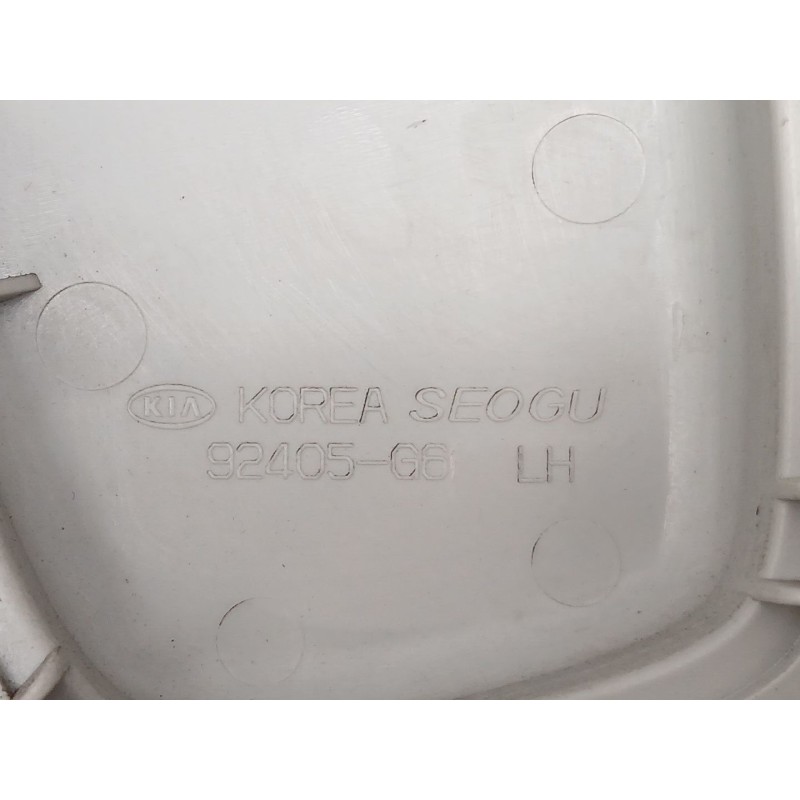 KIA KOREA SEOGU
92405-G6 LH